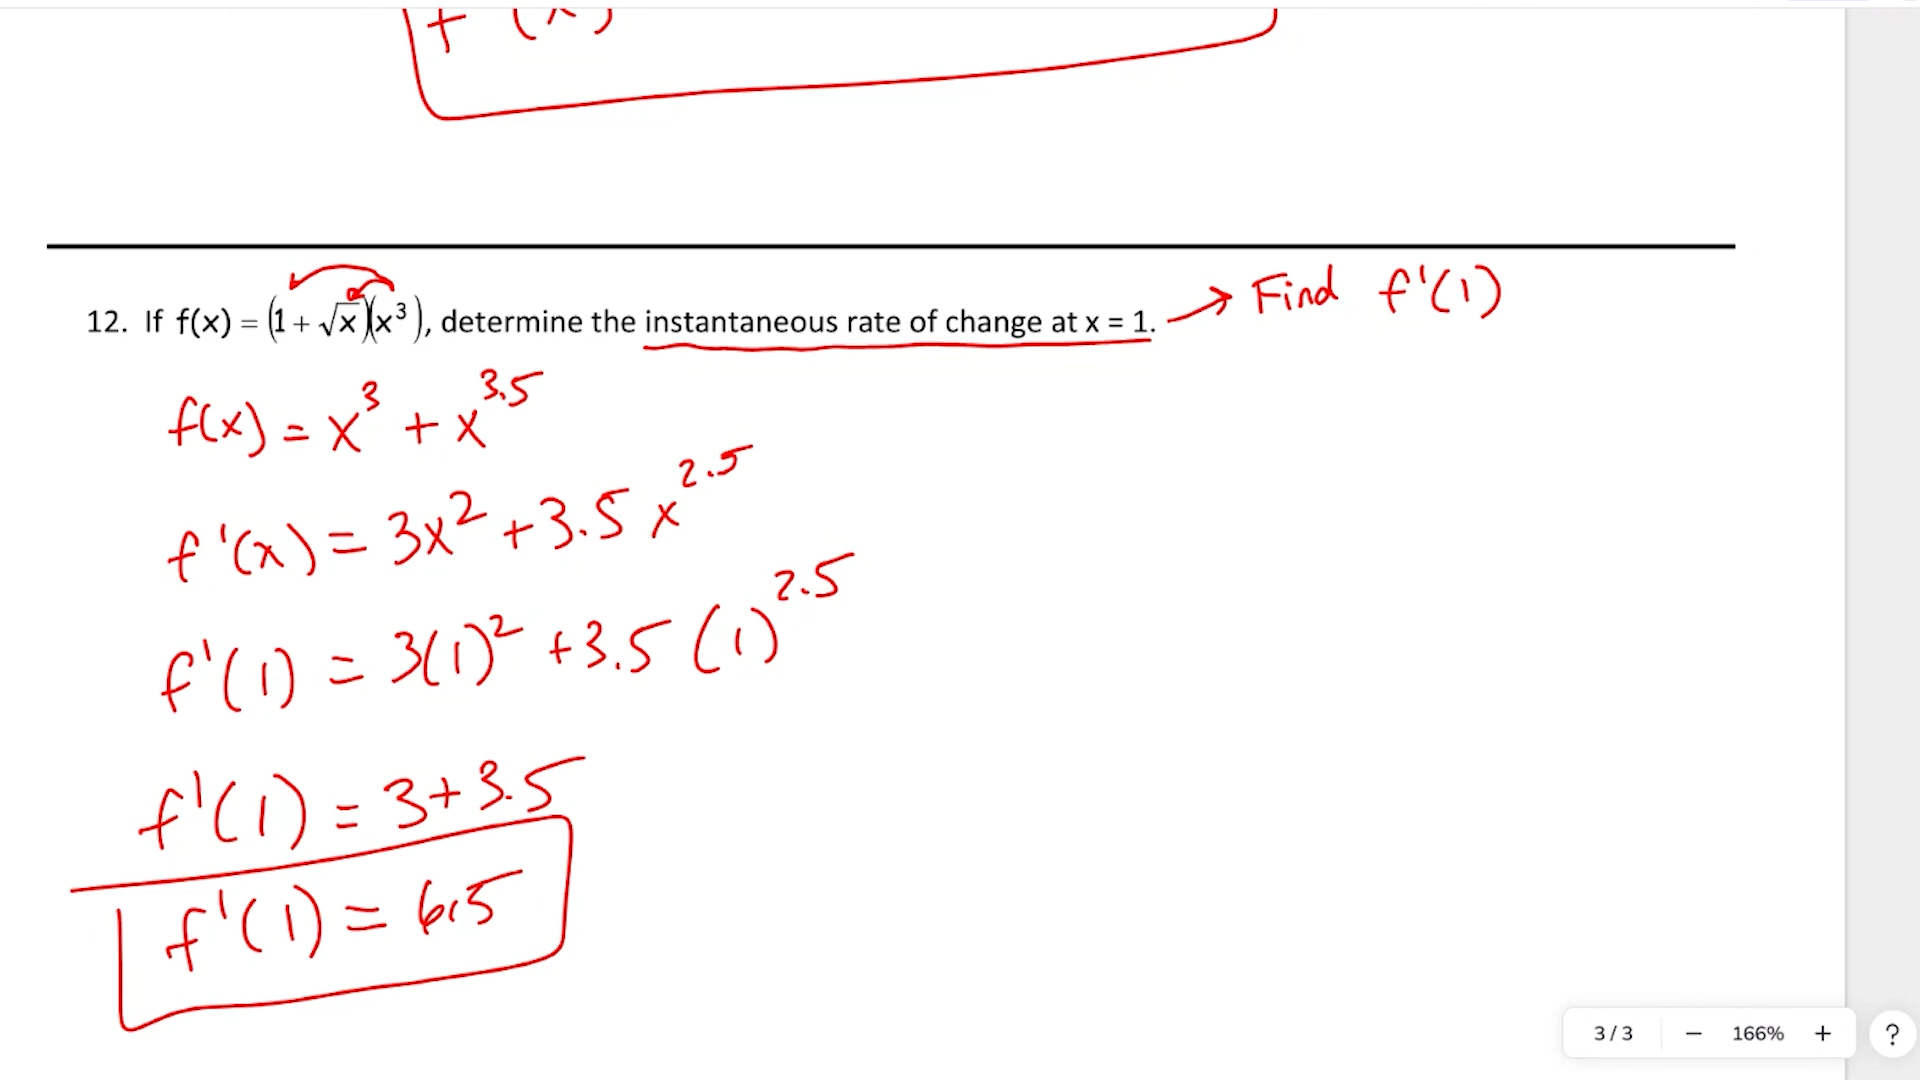 f'(x)
12. If f(x) = (1 + √x)(x³), determine the instantaneous rate of change at x = 1. → Find f'(1)
f(x) = x³ + x^3.5
f'(x) = 3x² + 3.5 x^2.5
f'(1) = 3(1)² + 3.5 (1)^2.5
f'(1) = 3 + 3.5
f'(1) = 6.5
3 / 3 − 166% + ?